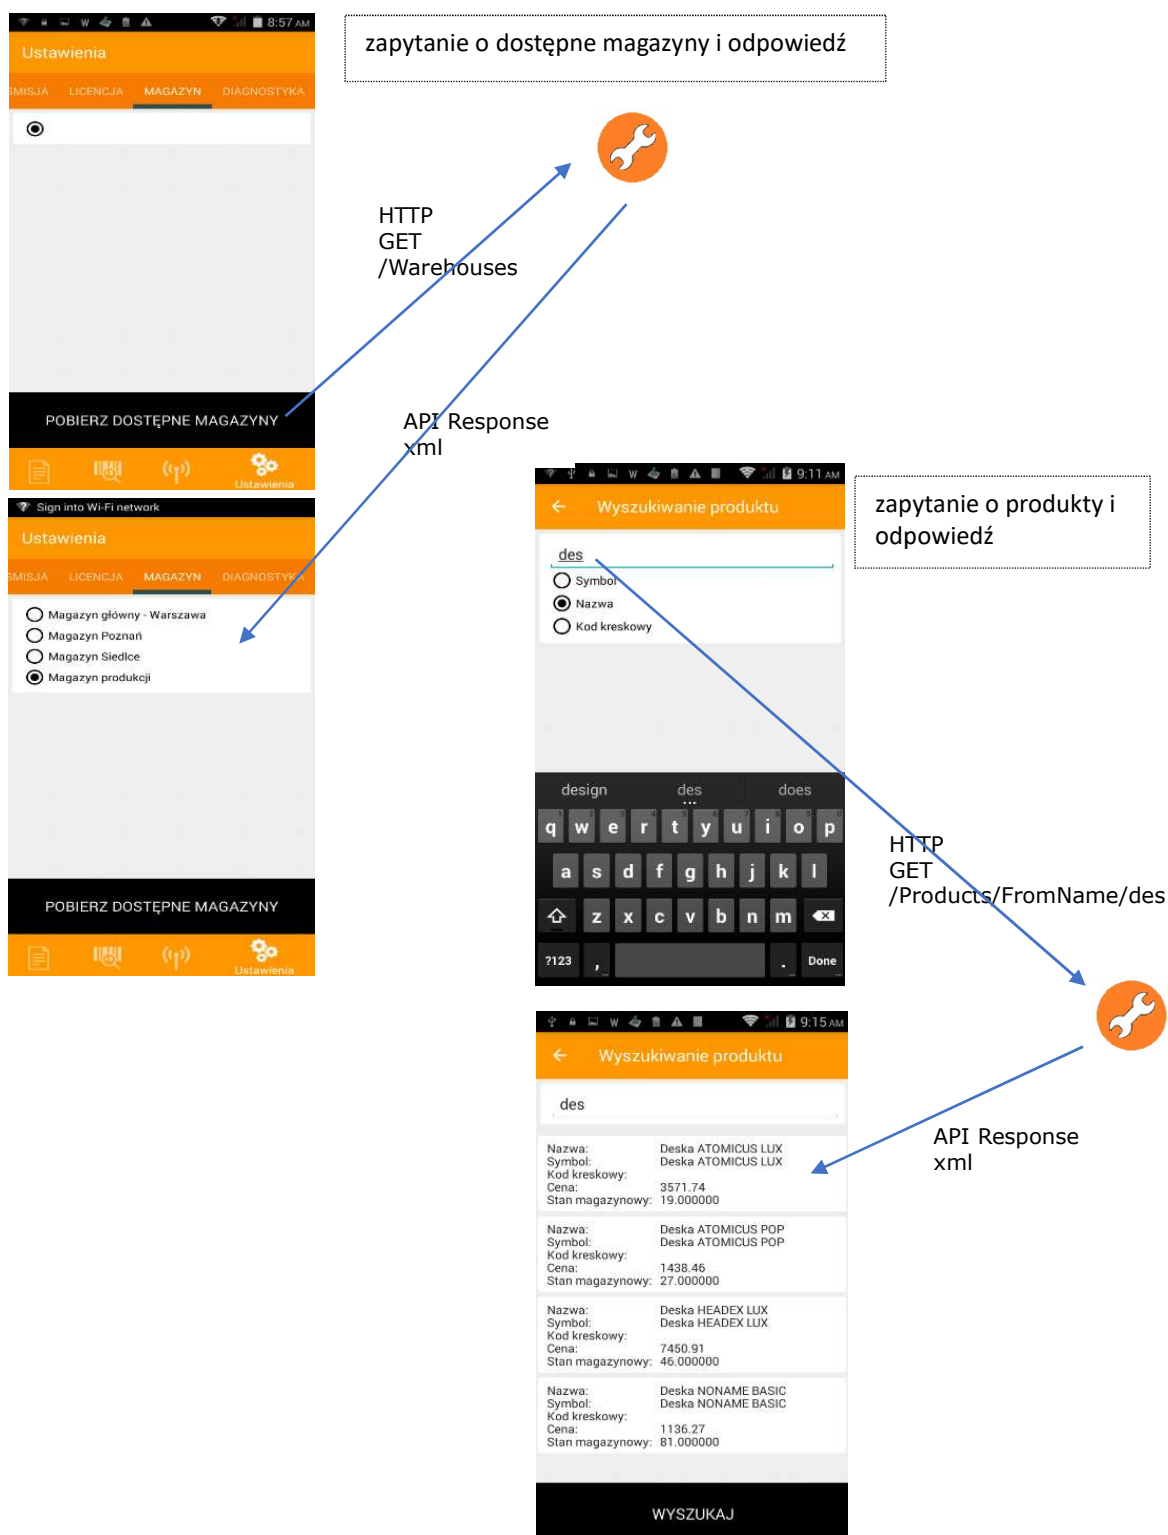 8:57 AM
zapytanie o dostępne magazyny i odpowiedź
Ustawienia
SMISJA LICENCJA MAGAZYN DIAGNOSTYKA
HTTP
GET
/Warehouses
POBIERZ DOSTĘPNE MAGAZYNY
Ustawienia
API Response
xml
Sign into Wi-Fi network
Ustawienia
SMISJA LICENCJA MAGAZYN DIAGNOSTYKA
Magazyn główny - Warszawa
Magazyn Poznań
Magazyn Siedlce
Magazyn produkcji
POBIERZ DOSTĘPNE MAGAZYNY
Ustawienia
9:11 AM
Wyszukiwanie produktu
zapytanie o produkty i
odpowiedź
des
Symbol
Nazwa
Kod kreskowy
design des does
q w e r t y u i o p
a s d f g h j k l
z x c v b n m
?123 , . Done
HTTP
GET
/Products/FromName/des
9:15 AM
Wyszukiwanie produktu
des
Nazwa: Deska ATOMICUS LUX
Symbol: Deska ATOMICUS LUX
Kod kreskowy:
Cena: 3571.74
Stan magazynowy: 19.000000
Nazwa: Deska ATOMICUS POP
Symbol: Deska ATOMICUS POP
Kod kreskowy:
Cena: 1438.46
Stan magazynowy: 27.000000
Nazwa: Deska HEADEX LUX
Symbol: Deska HEADEX LUX
Kod kreskowy:
Cena: 7450.91
Stan magazynowy: 46.000000
Nazwa: Deska NONAME BASIC
Symbol: Deska NONAME BASIC
Kod kreskowy:
Cena: 1136.27
Stan magazynowy: 81.000000
WYSZUKAJ
API Response
xml